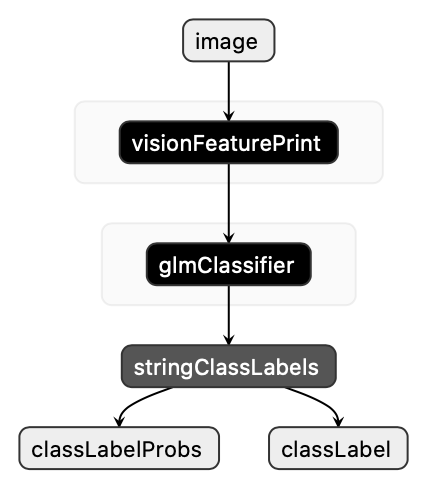 image
visionFeaturePrint
glmClassifier
stringClassLabels
classLabelProbs
classLabel